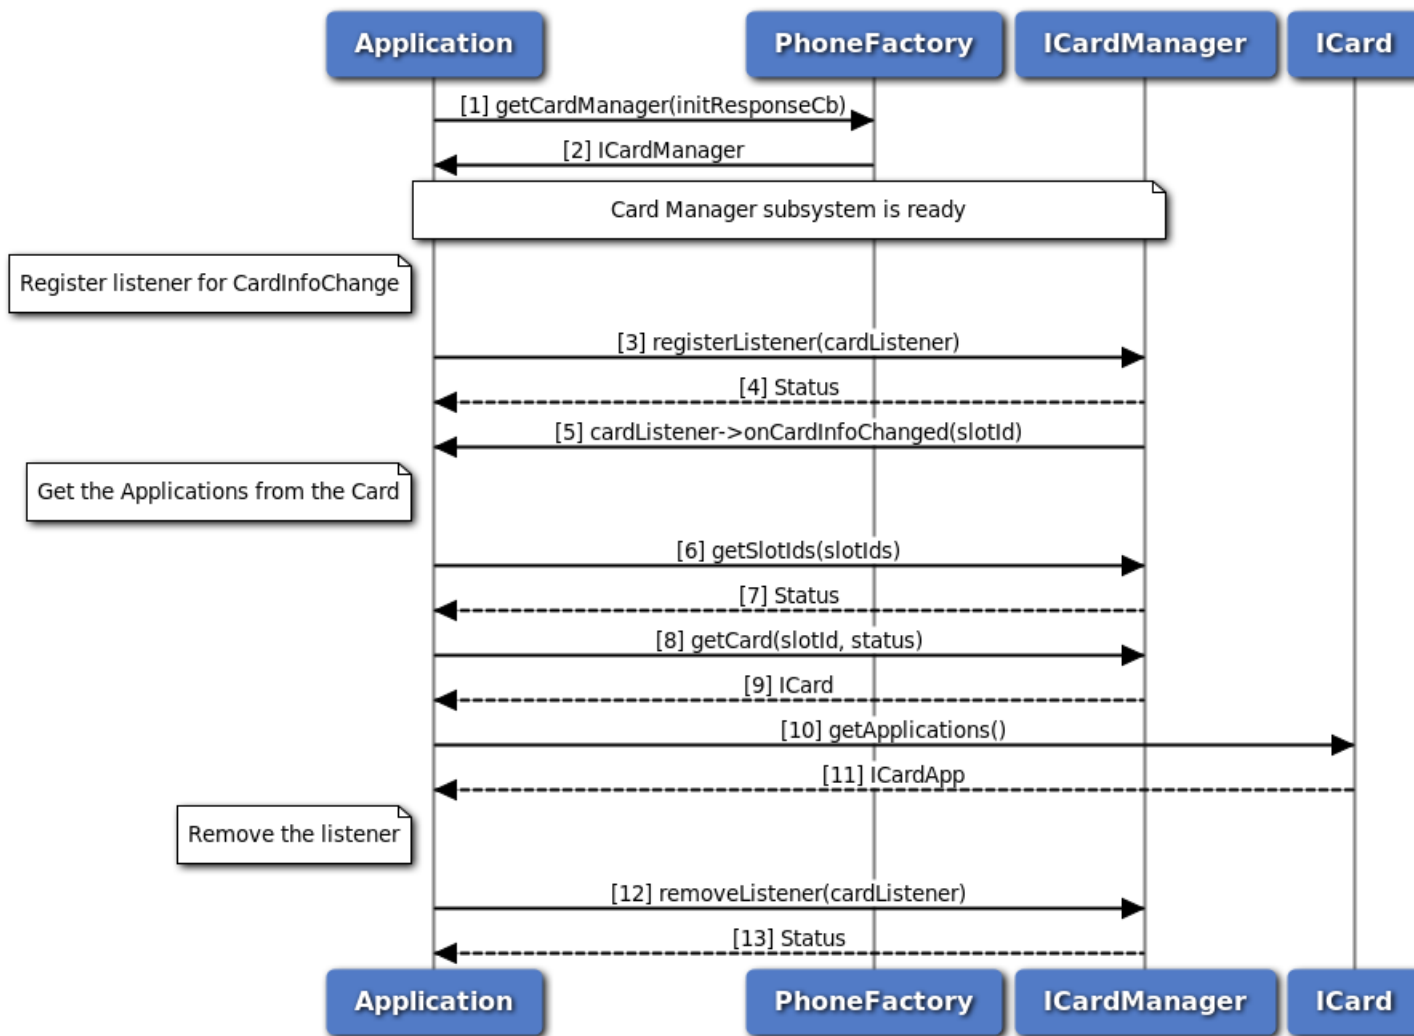 Application
PhoneFactory
ICardManager
ICard
[1] getCardManager(initResponseCb)
[2] ICardManager
Card Manager subsystem is ready
Register listener for CardInfoChange
[3] registerListener(cardListener)
[4] Status
[5] cardListener->onCardInfoChanged(slotId)
Get the Applications from the Card
[6] getSlotIds(slotIds)
[7] Status
[8] getCard(slotId, status)
[9] ICard
[10] getApplications()
[11] ICardApp
Remove the listener
[12] removeListener(cardListener)
[13] Status
Application
PhoneFactory
ICardManager
ICard